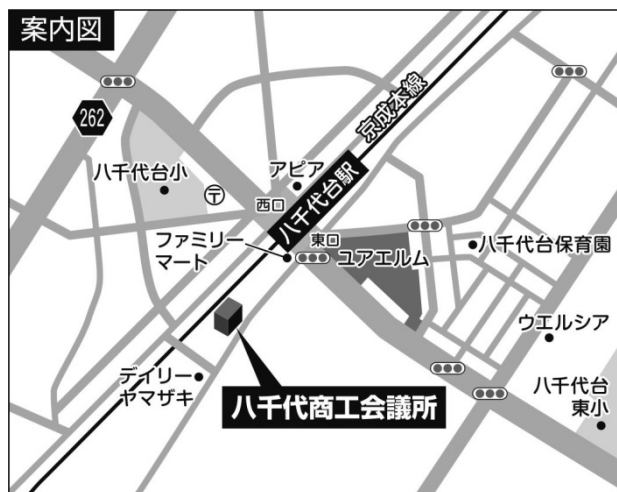 案内図
262
京成本線
八千代台小
〒
アピア
西口
八千代台駅
東口
ファミリー
マート
ユアエルム
八千代台保育園
ウエルシア
デイリー
ヤマザキ
八千代商工会議所
八千代台
東小